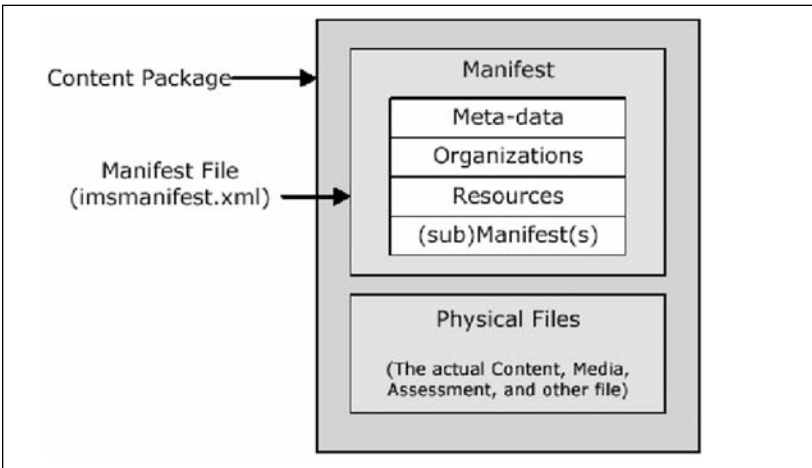 Content Package
Manifest File
(imsmanifest.xml)
Manifest
Meta-data
Organizations
Resources
(sub)Manifest(s)
Physical Files
(The actual Content, Media,
Assessment, and other file)